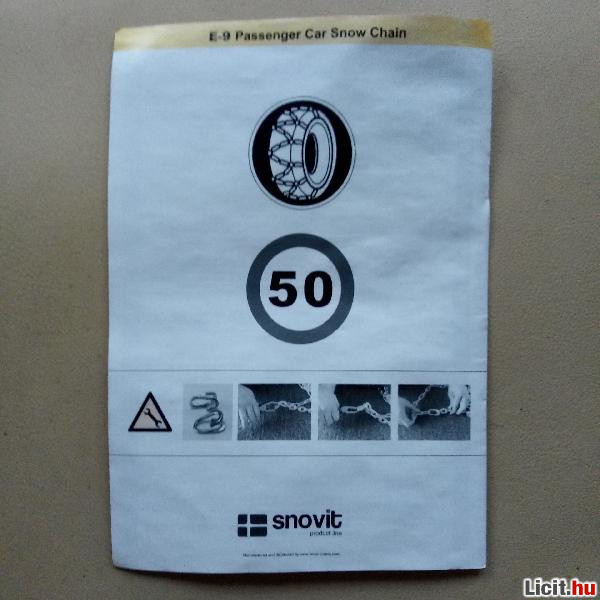 E-9 Passenger Car Snow Chain
50
snovit
product line
Licit.hu